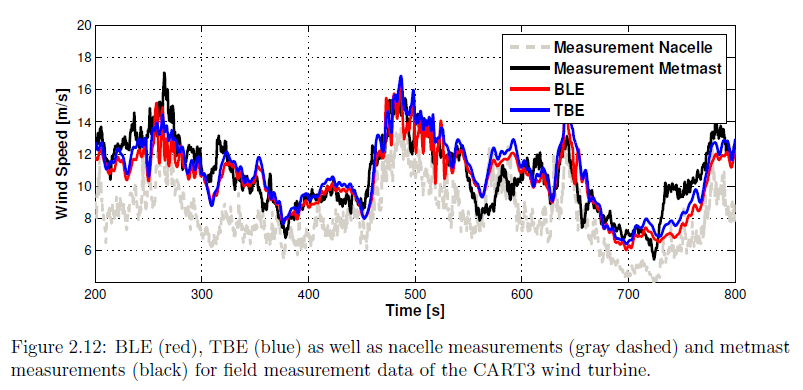 20
18
16
14
12
10
8
6
Wind Speed [m/s]
Measurement Nacelle
Measurement Metmast
BLE
TBE
200 300 400 500 600 700 800
Time [s]
Figure 2.12: BLE (red), TBE (blue) as well as nacelle measurements (gray dashed) and metmast
measurements (black) for field measurement data of the CART3 wind turbine.